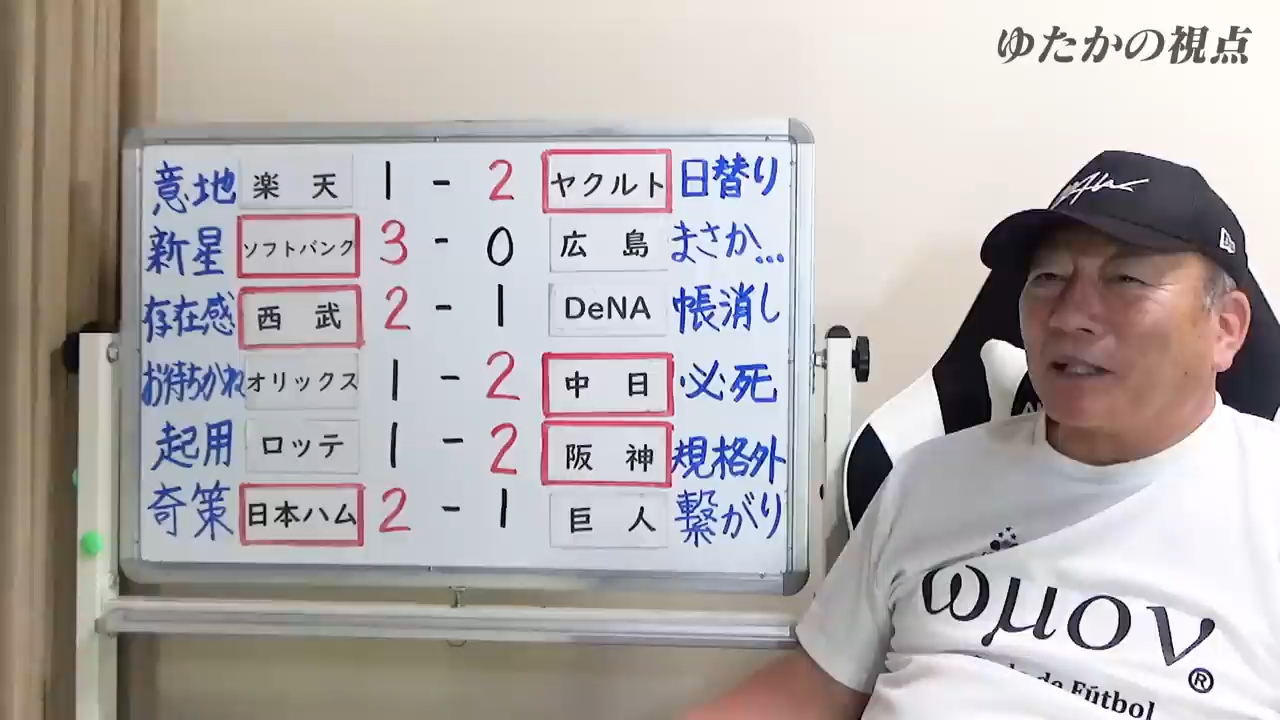 ゆたかの視点
意地 楽天 1 - 2 ヤクルト 日替り
新星 ソフトバンク 3 - 0 広島 まさか...
存在感 西武 2 - 1 DeNA 帳消し
お待ちかね オリックス 1 - 2 中日 必死
起用 ロッテ 1 - 2 阪神 規格外
奇策 日本ハム 2 - 1 巨人 繋がり
ωμον®
de Fútbol